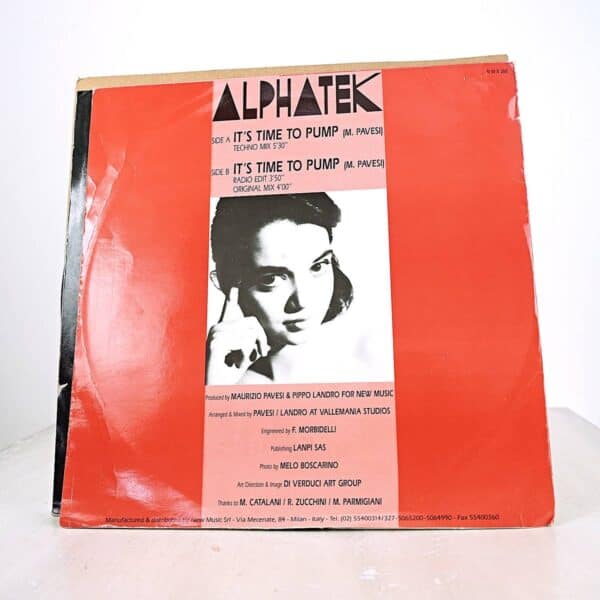 ALPHATEK
SIDE A IT'S TIME TO PUMP (M. PAVESI)
TECHNO MIX 5'30"
SIDE B IT'S TIME TO PUMP (M. PAVESI)
RADIO EDIT 3'50"
ORIGINAL MIX 4'00"
Produced by MAURIZIO PAVESI & PIPPO LANDRO FOR NEW MUSIC
Arranged & Mixed by PAVESI / LANDRO AT VALLEMANIA STUDIOS
Engineered by F. MORBIDELLI
Publishing LANPI SAS
Photo by MELO BOSCARINO
Art Direction & Image DI VERDUCI ART GROUP
Thanks to M. CATALANI / R. ZUCCHINI / M. PARMIGIANI
Manufactured & distributed by New Music Srl - Via Mecenate, 84 - Milan - Italy - Tel. (02) 55400314/327-5065200-5064990 - Fax 55400360